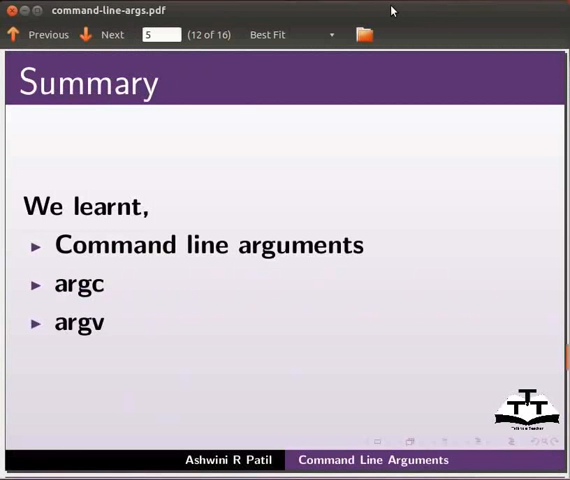 command-line-args.pdf
Previous Next 5 (12 of 16) Best Fit
Summary
We learnt,
Command line arguments
argc
argv
Ashwini R Patil Command Line Arguments